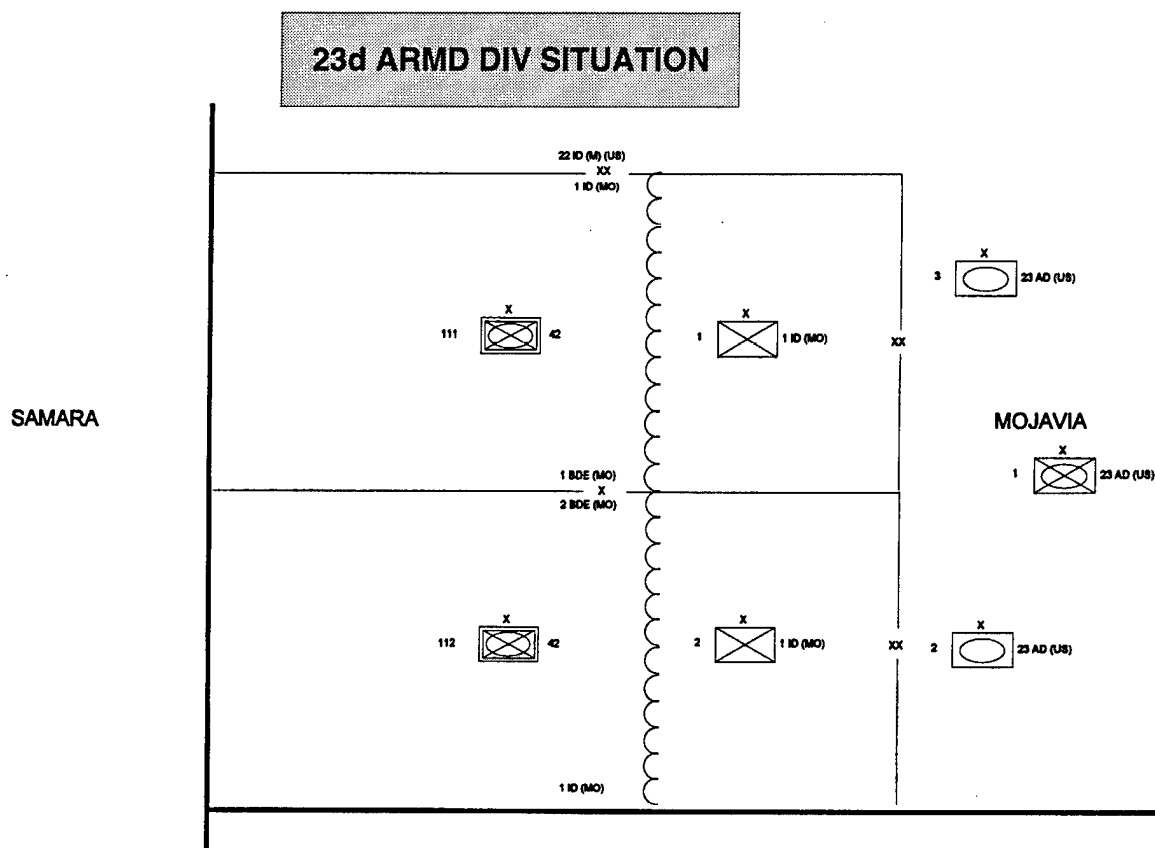 23d ARMD DIV SITUATION
22 ID (M) (US)
XX
1 ID (MO)
X
3 23 AD (US)
X
111 42
X
1 1 ID (MO)
XX
SAMARA
MOJAVIA
X
1 23 AD (US)
1 BDE (MO)
X
2 BDE (MO)
X
112 42
X
2 1 ID (MO)
XX
X
2 23 AD (US)
1 ID (MO)